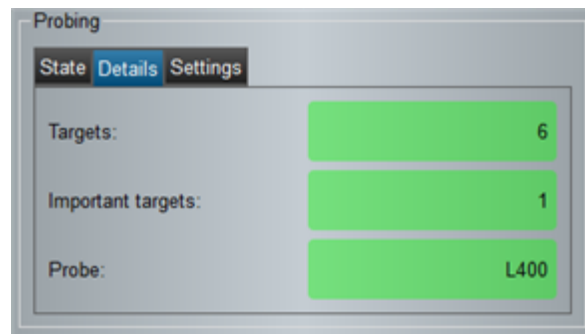 Probing
State Details Settings
Targets: 6
Important targets: 1
Probe: L400